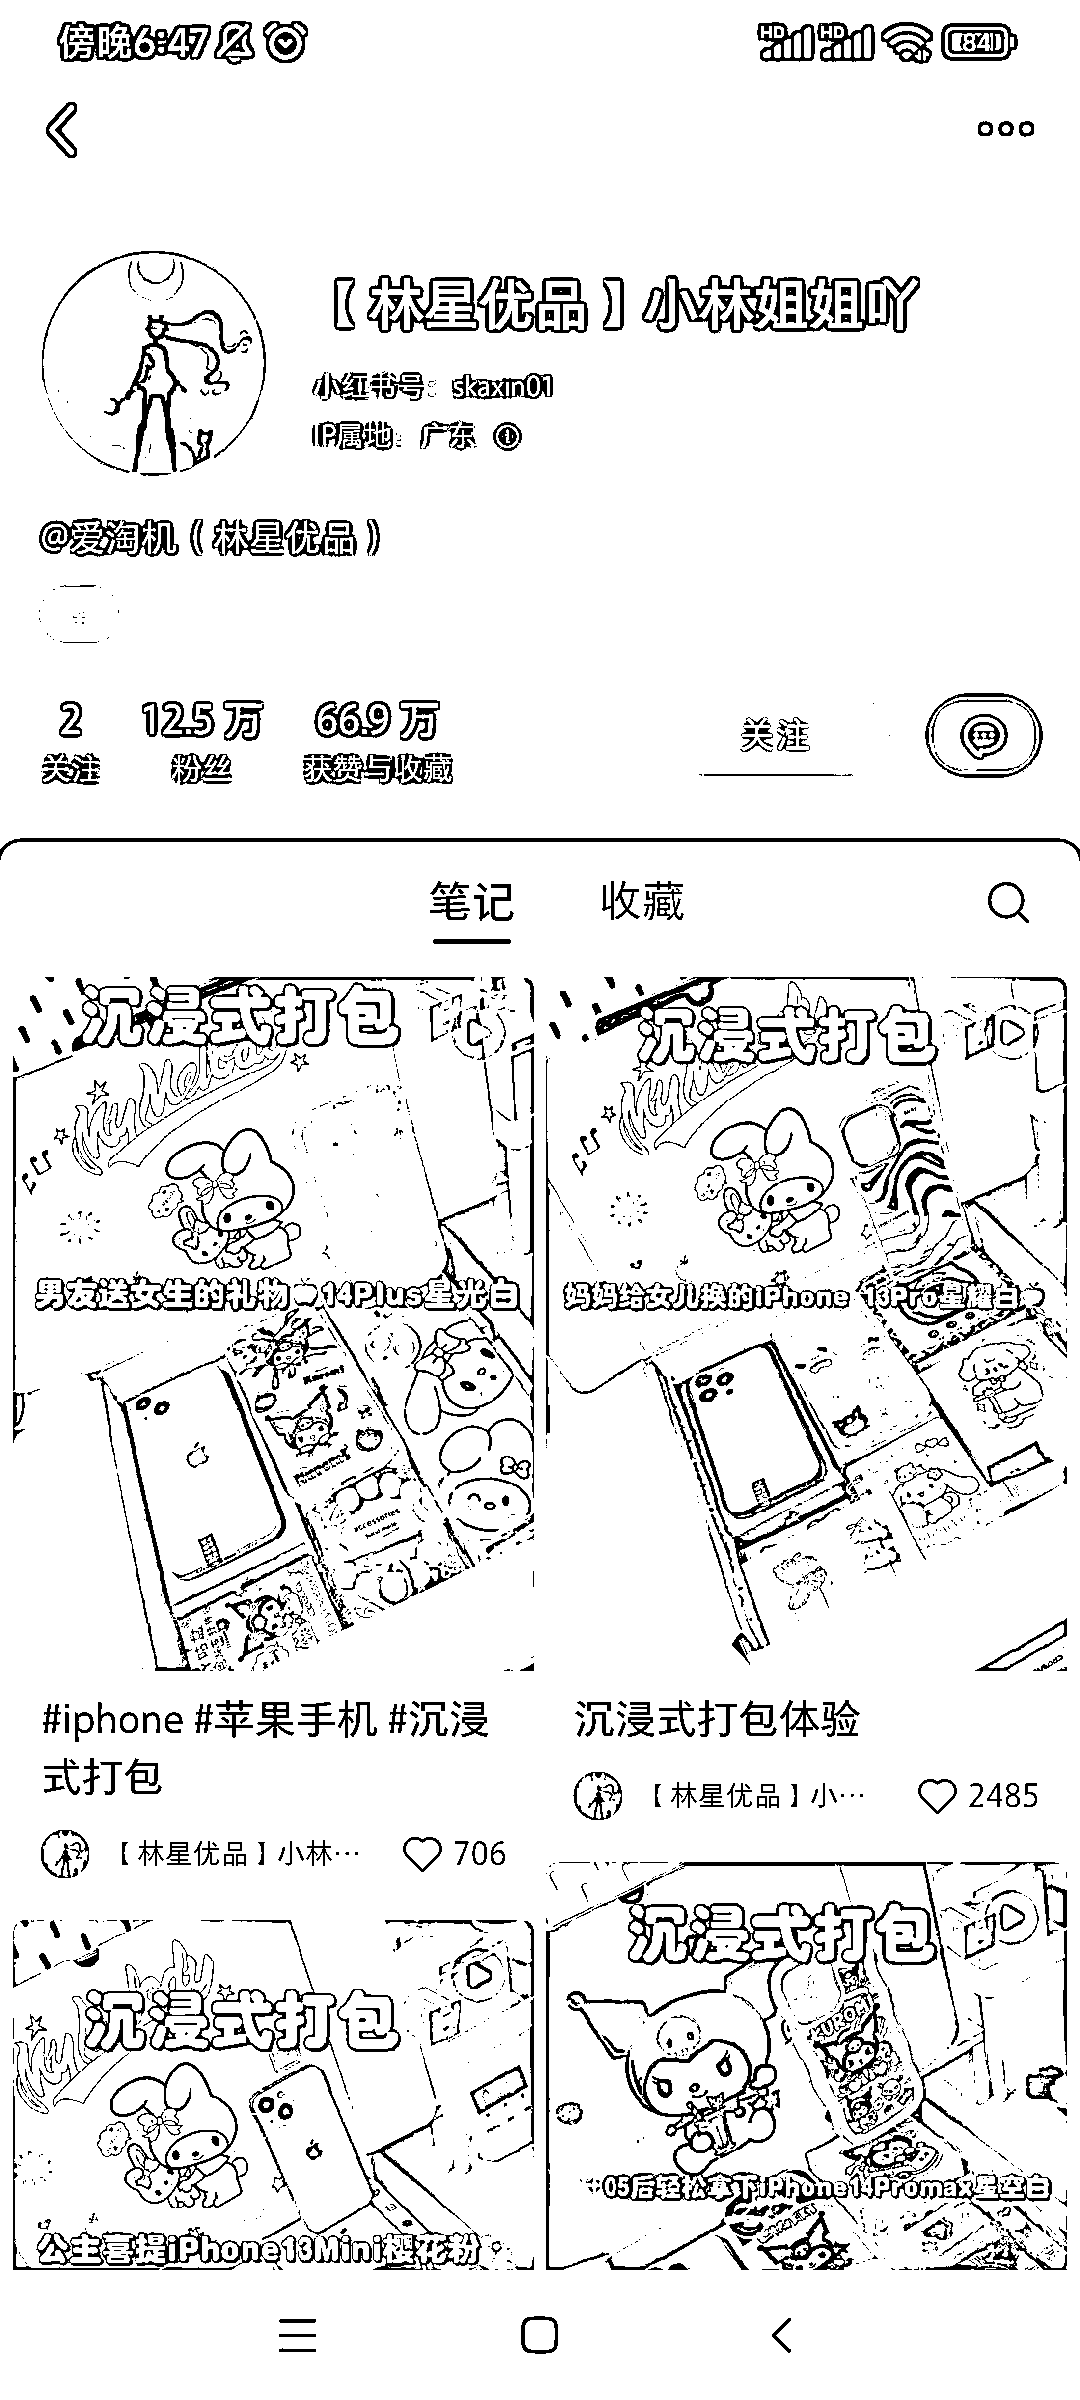 傍晚6:47
HD HD 84
【林星优品】小林姐姐吖
小红书号：skaxin01
IP属地：广东
@爱淘机（林星优品）
2 12.5万 66.9万
关注 粉丝 获赞与收藏
关注
笔记 收藏
沉浸式打包
My Melody
男友送女生的礼物 14Plus星光白
Kuromi
Kuromi
accessories
#iphone #苹果手机 #沉浸
式打包
【林星优品】小林… 706
沉浸式打包
妈妈给女儿换的iPhone 13Pro星耀白
沉浸式打包体验
【林星优品】小… 2485
沉浸式打包
公主喜提iPhone13Mini樱花粉
沉浸式打包
KUROMI
05后轻松拿下iPhone14Promax星空白